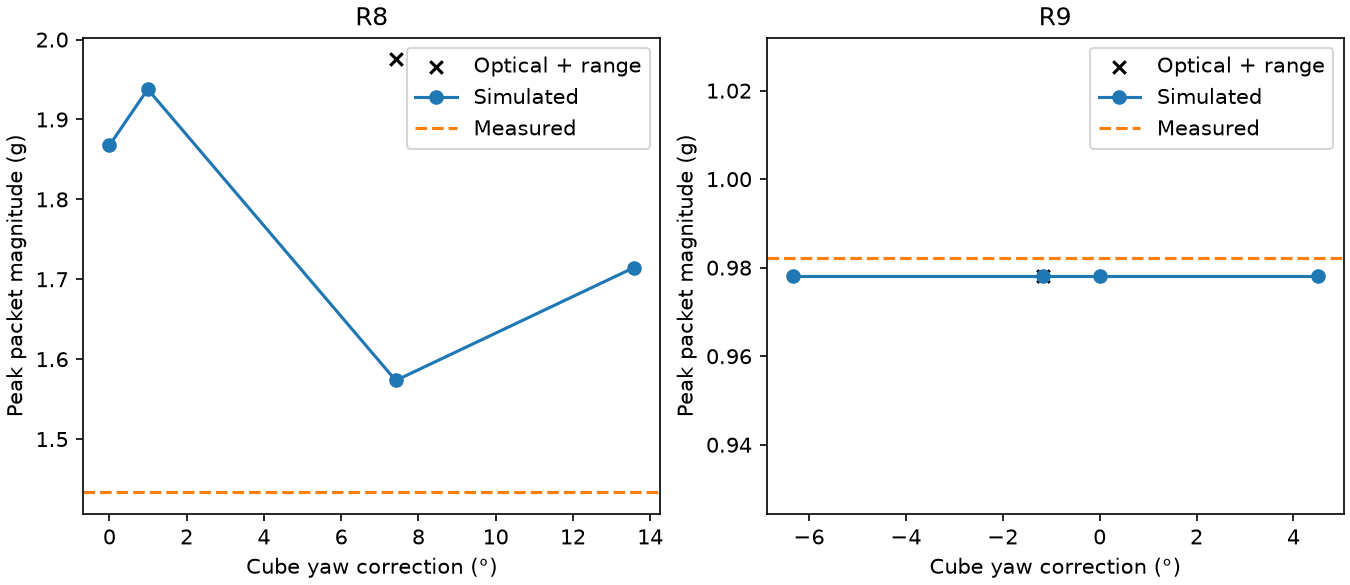 R8
Peak packet magnitude (g)
2.0
1.9
1.8
1.7
1.6
1.5
Optical + range
Simulated
Measured
0 2 4 6 8 10 12 14
Cube yaw correction (°)
R9
Peak packet magnitude (g)
1.02
1.00
0.98
0.96
0.94
Optical + range
Simulated
Measured
−6 −4 −2 0 2 4
Cube yaw correction (°)